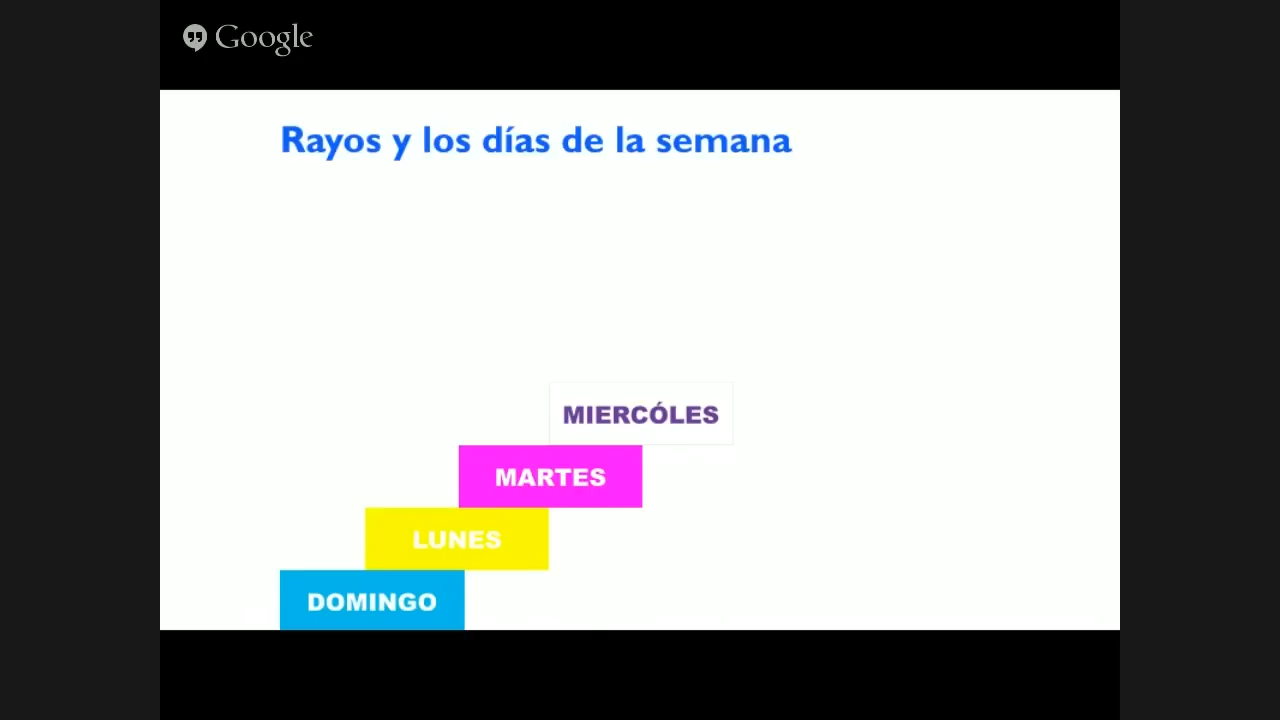 Google
Rayos y los días de la semana
MIERCÓLES
MARTES
LUNES
DOMINGO